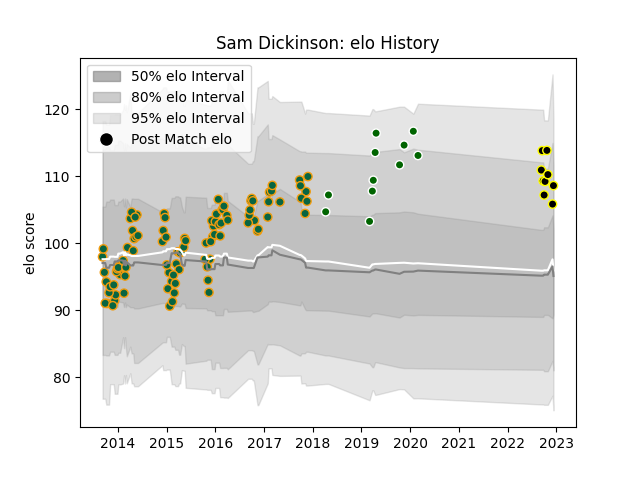 Sam Dickinson: elo History
50% elo Interval
80% elo Interval
95% elo Interval
Post Match elo
elo score
120
110
100
90
80
2014 2015 2016 2017 2018 2019 2020 2021 2022 2023